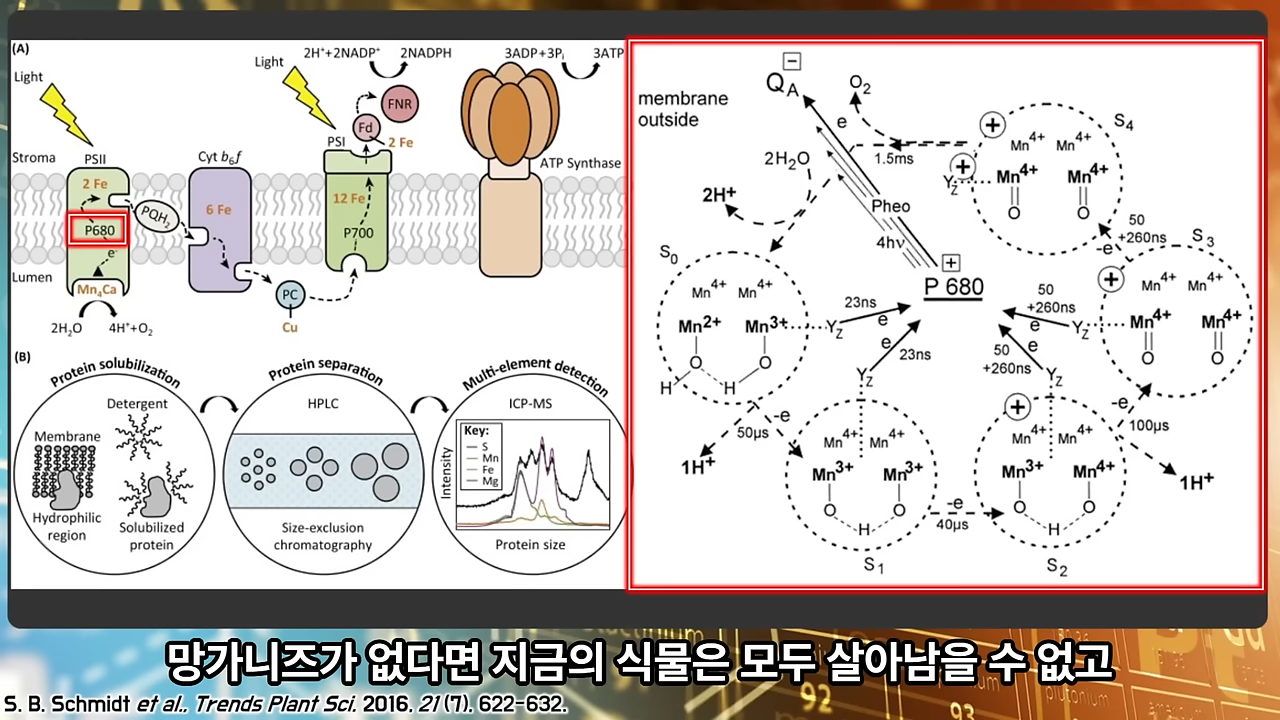 (A)
Light
Light
2H⁺+2NADP⁺
2NADPH
3ADP+3Pᵢ
3ATP
FNR
Fd
2 Fe
PSI
Stroma
PSII
Cyt b₆f
ATP Synthase
2 Fe
PQH₂
6 Fe
12 Fe
P680
P700
e⁻
Lumen
Mn₄Ca
PC
Cu
2H₂O
4H⁺+O₂
(B)
Protein solubilization
Protein separation
Multi-element detection
Detergent
HPLC
ICP-MS
Membrane
Key:
S
Mn
Fe
Mg
Intensity
Hydrophilic
region
Solubilized
protein
Size-exclusion
chromatography
Protein size
membrane
outside
Q_A
−
O₂
e
1.5ms
2H₂O
2H⁺
Pheo
4hν
+
P 680
S₄
+
+
Mn⁴⁺ Mn⁴⁺
Y_Z
Mn⁴⁺ Mn⁴⁺
O O
50
+260ns
-e
S₃
+
Mn⁴⁺ Mn⁴⁺
50
+260ns
e
Y_Z
Mn⁴⁺ Mn⁴⁺
O O
S₀
Mn⁴⁺ Mn⁴⁺
Mn²⁺ Mn³⁺
Y_Z
23ns
e
O O
H H
e
23ns
Y_Z
e
50
+260ns
Y_Z
-e
50µs
1H⁺
Mn⁴⁺ Mn⁴⁺
Mn³⁺ Mn³⁺
O O
H
S₁
-e
40µs
+
Mn⁴⁺ Mn⁴⁺
Mn³⁺ Mn⁴⁺
O O
H
S₂
-e
100µs
1H⁺
망가니즈가 없다면 지금의 식물은 모두 살아남을 수 없고
S. B. Schmidt et al., Trends Plant Sci. 2016, 21 (7), 622-632.
92
93
plutonium